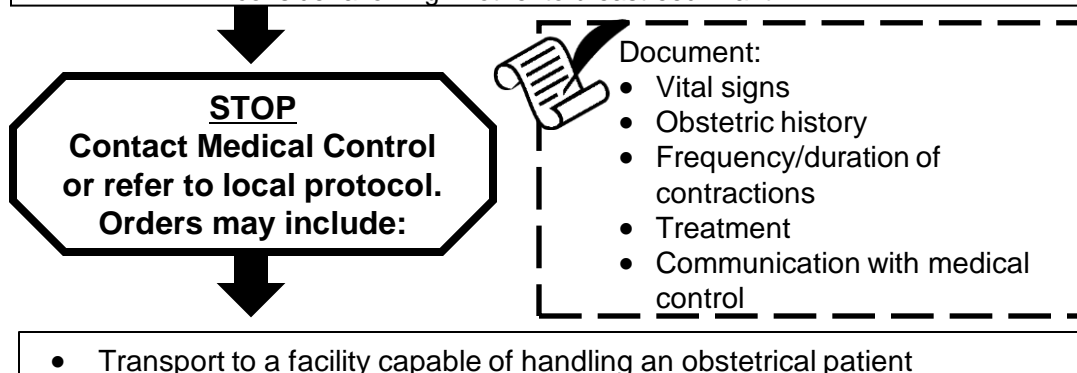 STOP
Contact Medical Control
or refer to local protocol.
Orders may include:
Document:
• Vital signs
• Obstetric history
• Frequency/duration of
contractions
• Treatment
• Communication with medical
control
• Transport to a facility capable of handling an obstetrical patient